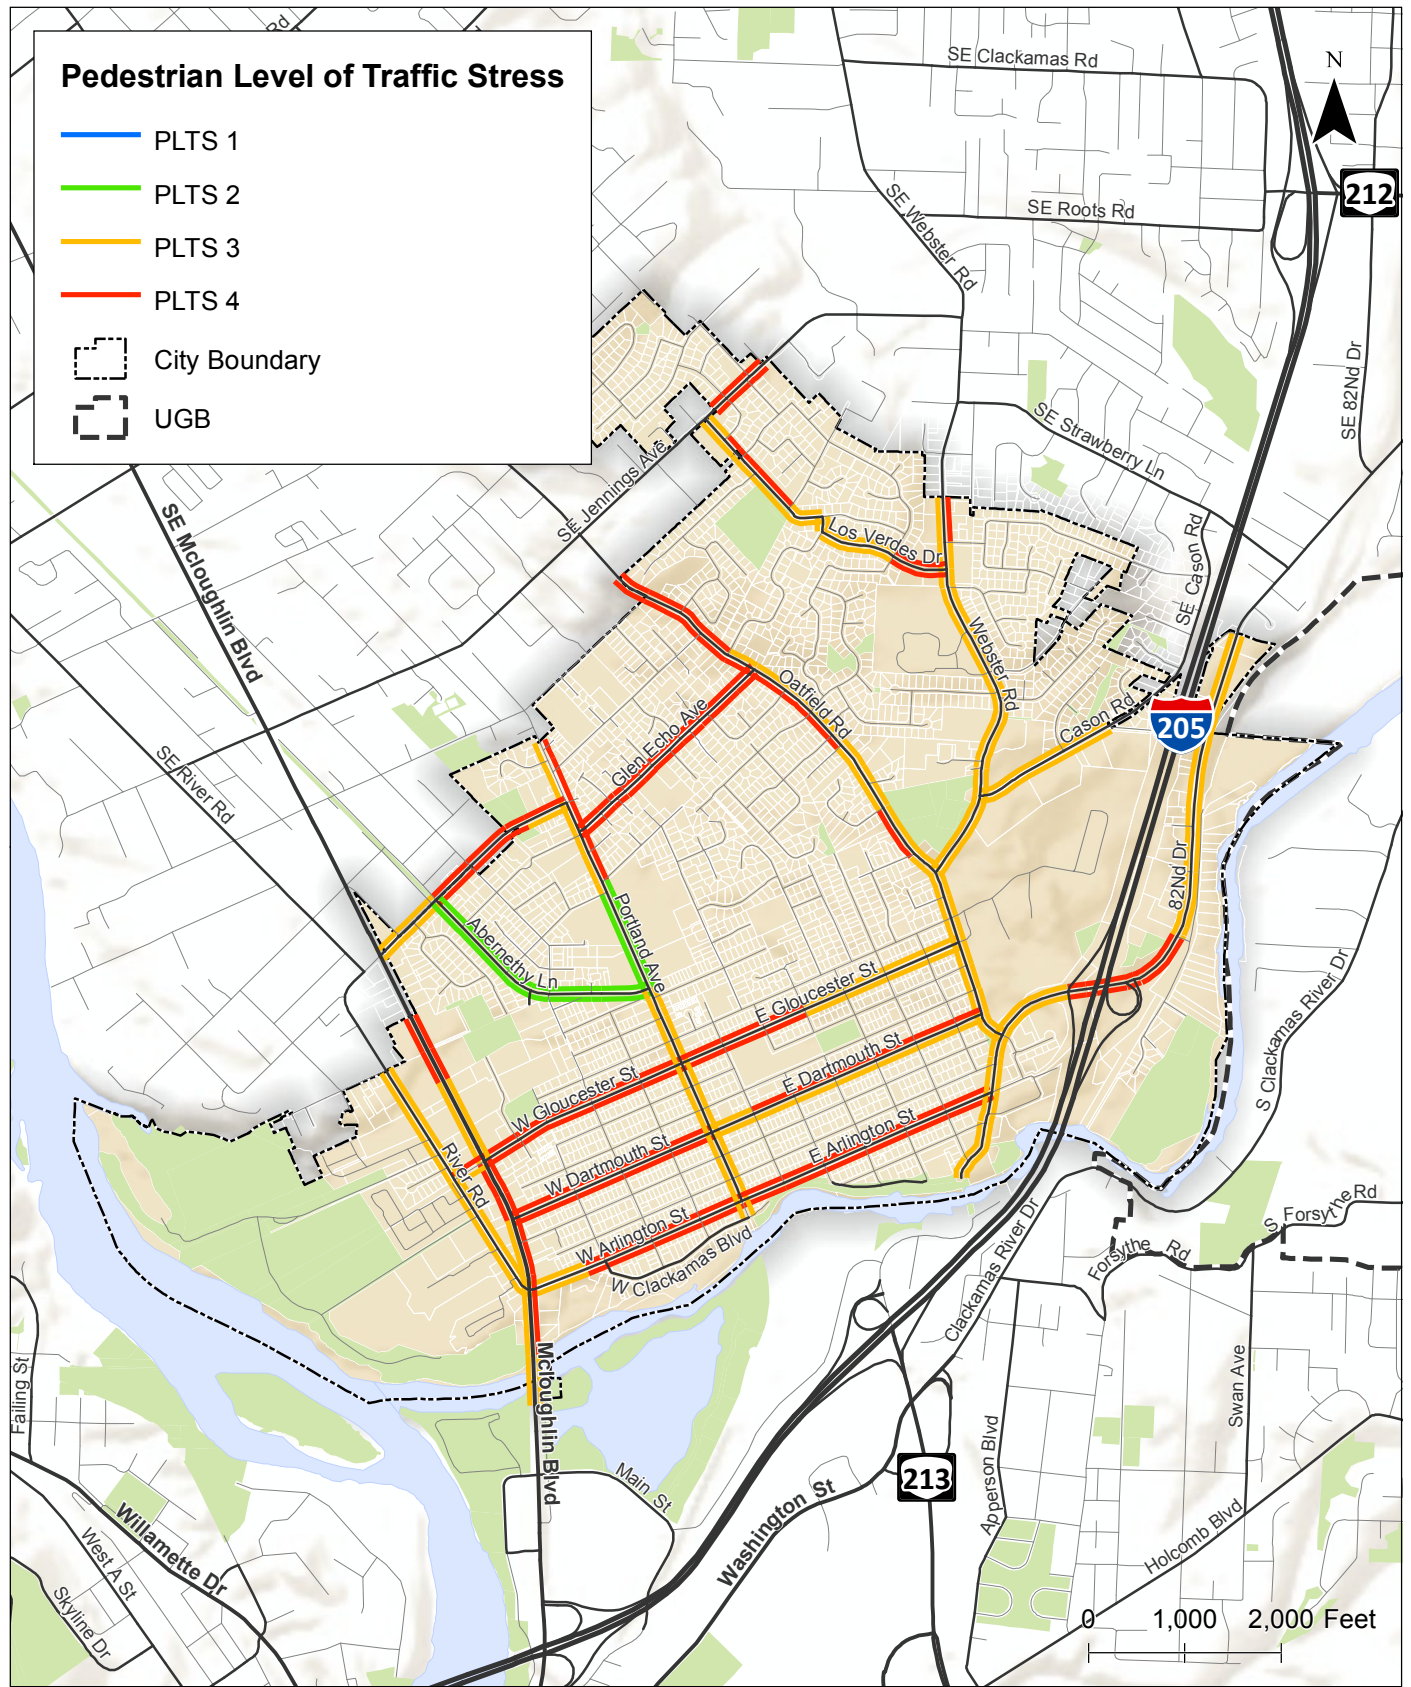 Rd
Pedestrian Level of Traffic Stress
PLTS 1
PLTS 2
PLTS 3
PLTS 4
City Boundary
UGB
SE Clackamas Rd
N
212
SE Webster Rd
SE Roots Rd
SE 82Nd Dr
SE Strawberry Ln
SE Jennings Ave
SE Mcloughlin Blvd
Los Verdes Dr
SE Cason Rd
Webster Rd
Oatfield Rd
Cason Rd
205
Glen Echo Ave
SE River Rd
82Nd Dr
Portland Ave
Abernethy Ln
E Gloucester St
S Clackamas River Dr
W Gloucester St
E Dartmouth St
River Rd
W Dartmouth St
E Arlington St
W Arlington St
W Clackamas Blvd
S Forsythe Rd
Forsythe Rd
Clackamas River Dr
Mcloughlin Blvd
Failing St
Swan Ave
Apperson Blvd
213
Main St
Washington St
Holcomb Blvd
Willamette Dr
West A St
Skyline Dr
0 1,000 2,000 Feet